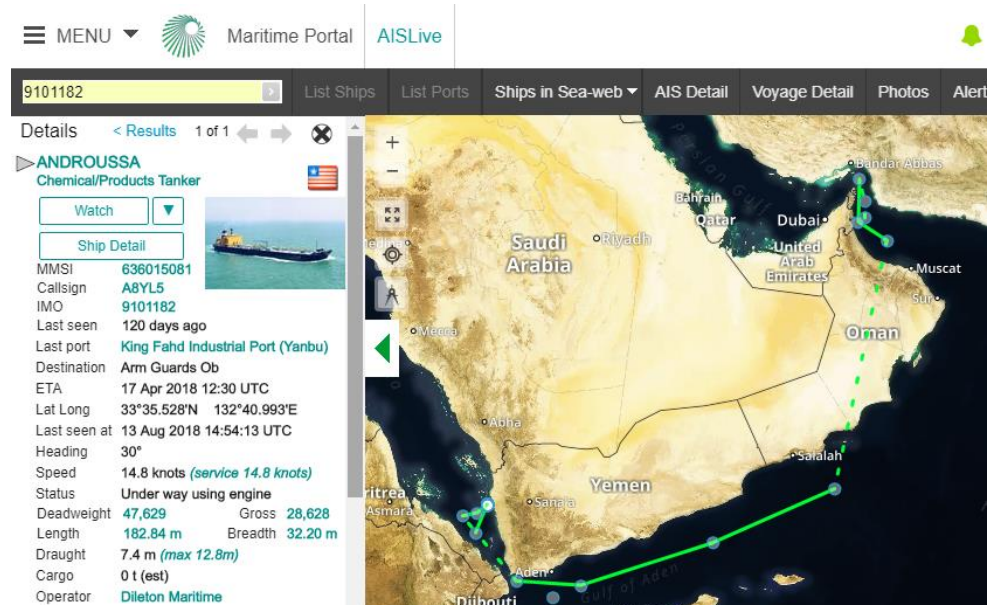 MENU Maritime Portal AISLive
9101182 List Ships List Ports Ships in Sea-web AIS Detail Voyage Detail Photos Alert
Details < Results 1 of 1
ANDROUSSA
Chemical/Products Tanker
Watch
Ship Detail
MMSI 636015081
Callsign A8YL5
IMO 9101182
Last seen 120 days ago
Last port King Fahd Industrial Port (Yanbu)
Destination Arm Guards Ob
ETA 17 Apr 2018 12:30 UTC
Lat Long 33°35.528'N 132°40.993'E
Last seen at 13 Aug 2018 14:54:13 UTC
Heading 30°
Speed 14.8 knots (service 14.8 knots)
Status Under way using engine
Deadweight 47,629 Gross 28,628
Length 182.84 m Breadth 32.20 m
Draught 7.4 m (max 12.8m)
Cargo 0 t (est)
Operator Dileton Maritime
+
−
Persian Gulf
Bandar Abbas
Bahrain
Qatar
Dubai
Saudi
Arabia
Riyadh
United
Arab
Emirates
Muscat
Sur
Mecca
Oman
Abha
Salalah
Yemen
Sanaa
Asmara
Aden
Gulf of Aden
Djibouti